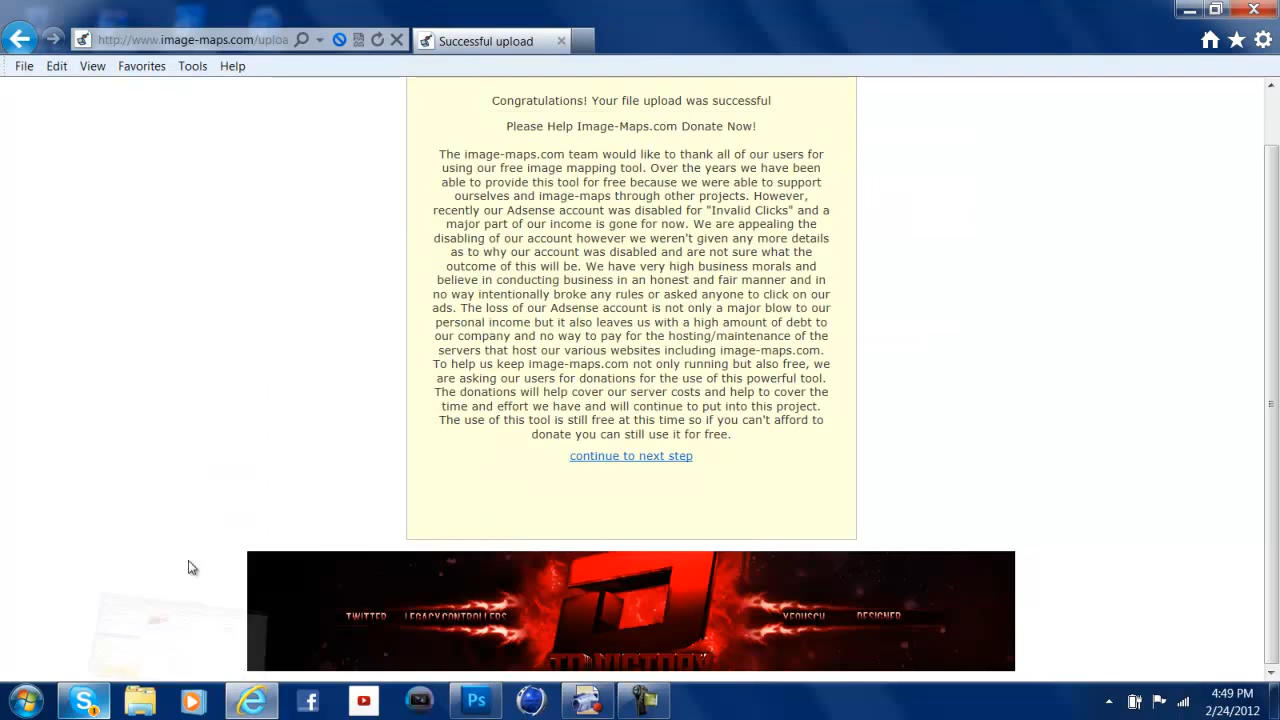 http://www.image-maps.com/uploa
Successful upload
File Edit View Favorites Tools Help
Congratulations! Your file upload was successful
Please Help Image-Maps.com Donate Now!
The image-maps.com team would like to thank all of our users for
using our free image mapping tool. Over the years we have been
able to provide this tool for free because we were able to support
ourselves and image-maps through other projects. However,
recently our Adsense account was disabled for "Invalid Clicks" and a
major part of our income is gone for now. We are appealing the
disabling of our account however we weren't given any more details
as to why our account was disabled and are not sure what the
outcome of this will be. We have very high business morals and
believe in conducting business in an honest and fair manner and in
no way intentionally broke any rules or asked anyone to click on our
ads. The loss of our Adsense account is not only a major blow to our
personal income but it also leaves us with a high amount of debt to
our company and no way to pay for the hosting/maintenance of the
servers that host our various websites including image-maps.com.
To help us keep image-maps.com not only running but also free, we
are asking our users for donations for the use of this powerful tool.
The donations will help cover our server costs and help to cover the
time and effort we have and will continue to put into this project.
The use of this tool is still free at this time so if you can't afford to
donate you can still use it for free.
continue to next step
TWITTER LEGACYCONTROLLERS XEOUSCH DESIGNER
TO VICTORY
Ps
4:49 PM
2/24/2012